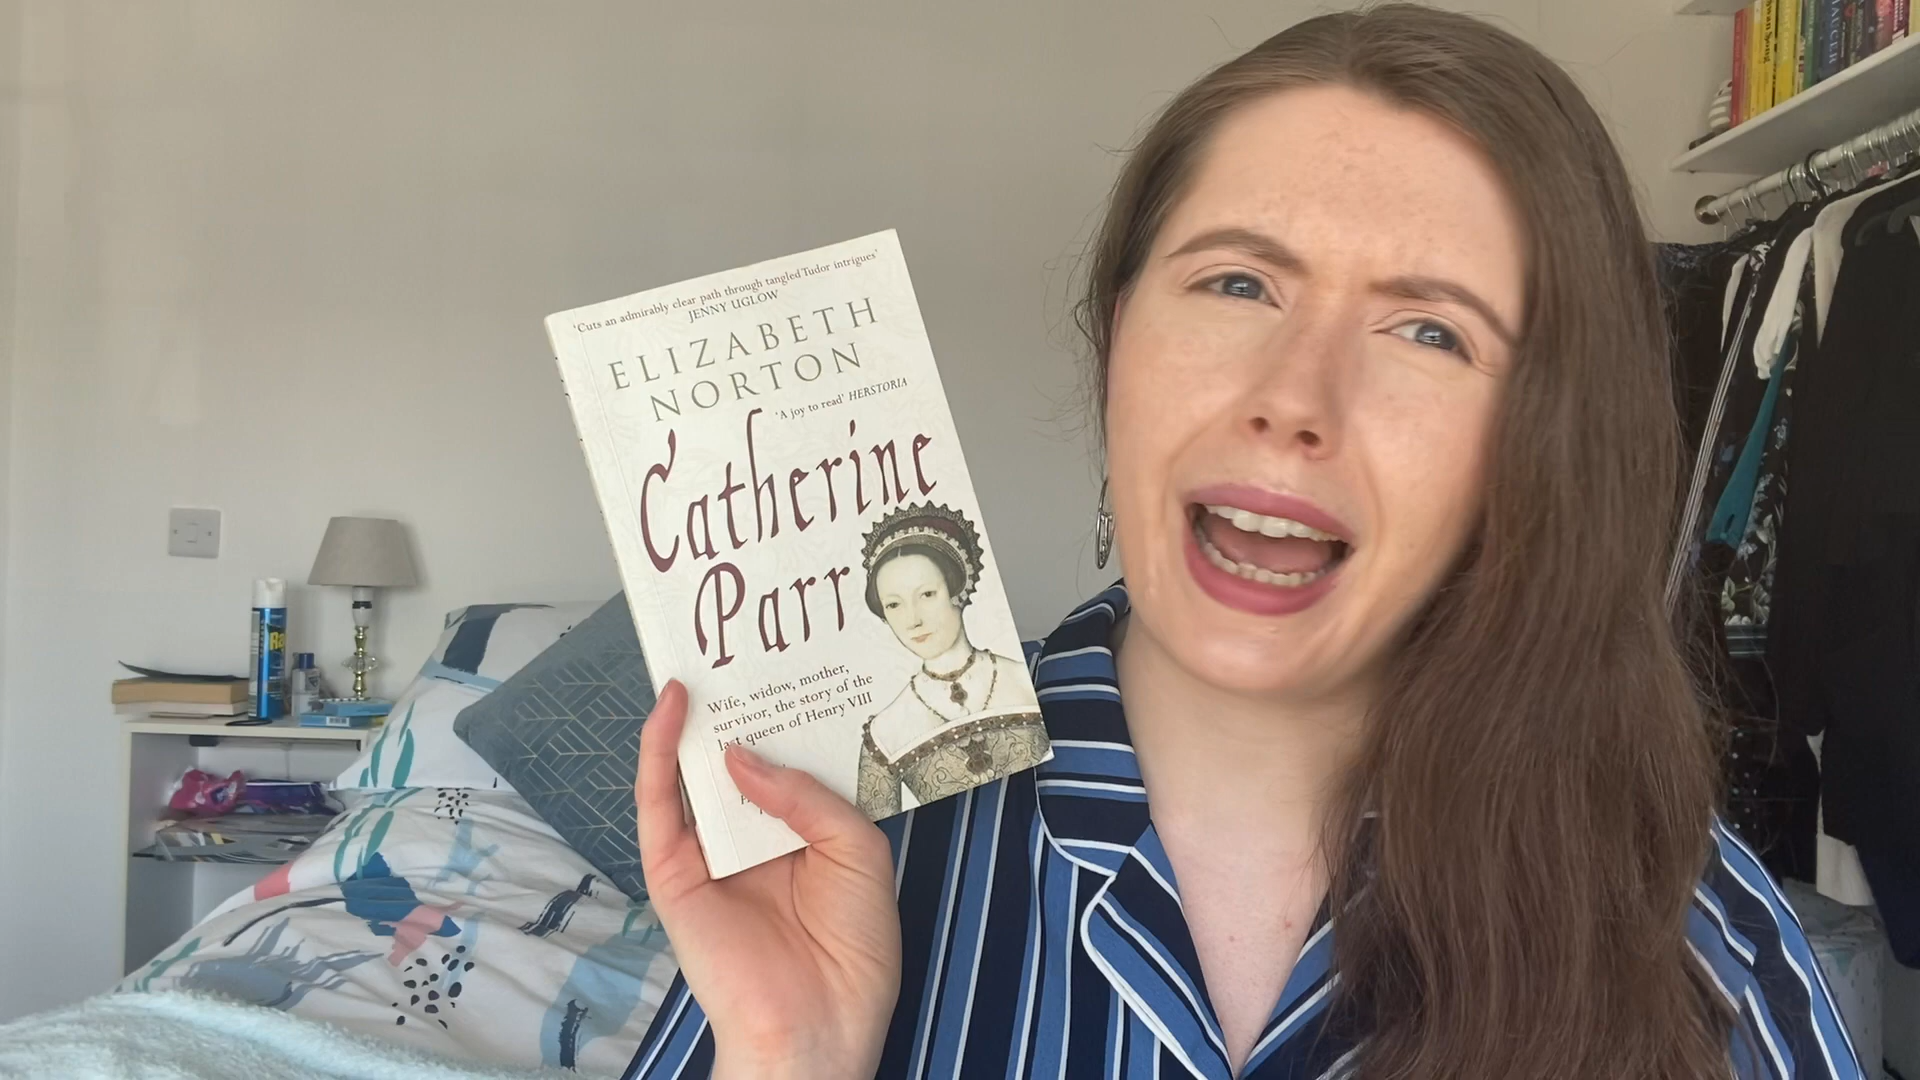 'Cuts an admirably clear path through tangled Tudor intrigues'
JENNY UGLOW
ELIZABETH
NORTON
'A joy to read' HERSTORIA
Catherine
Parr
Wife, widow, mother,
survivor, the story of the
last queen of Henry VIII